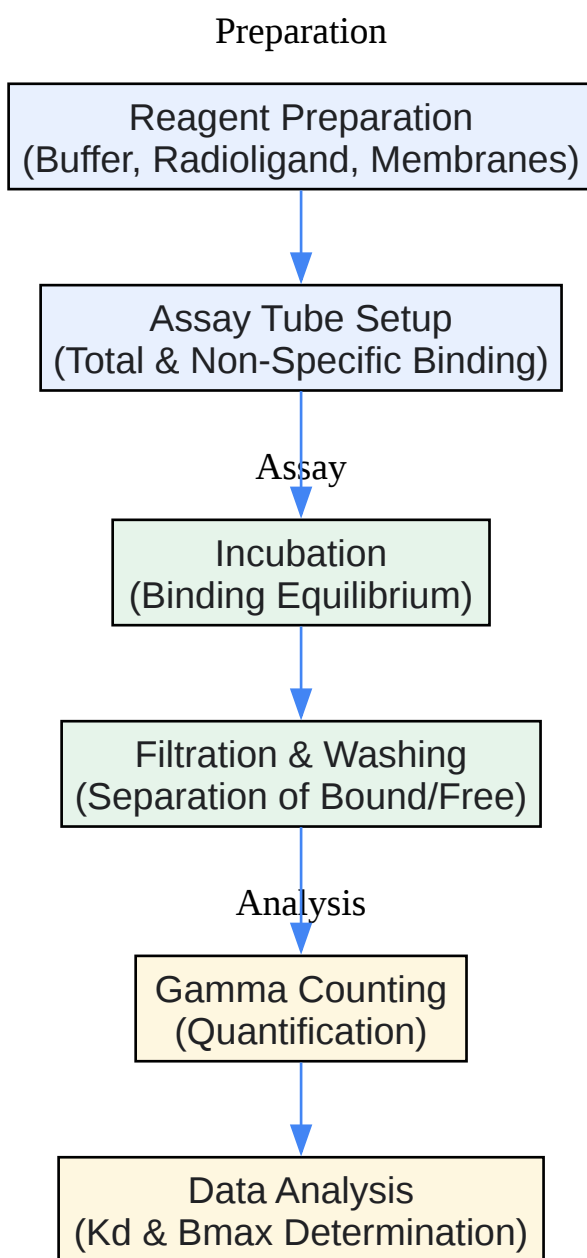 Preparation
Reagent Preparation
(Buffer, Radioligand, Membranes)
Assay Tube Setup
(Total & Non-Specific Binding)
Assay
Incubation
(Binding Equilibrium)
Filtration & Washing
(Separation of Bound/Free)
Analysis
Gamma Counting
(Quantification)
Data Analysis
(Kd & Bmax Determination)